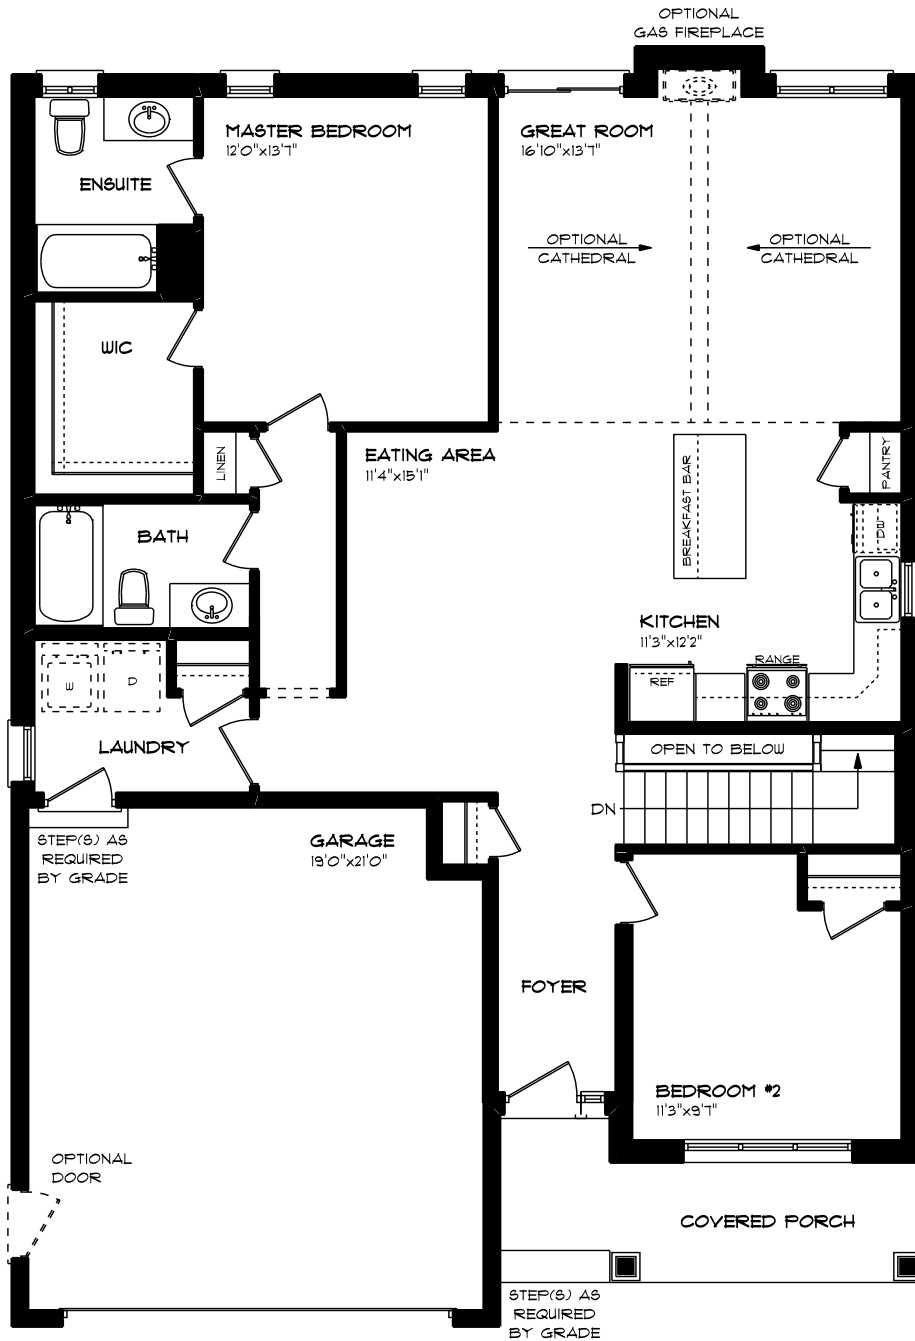 OPTIONAL
GAS FIREPLACE
MASTER BEDROOM
12'0"x13'7"
GREAT ROOM
16'10"x13'7"
ENSUITE
OPTIONAL
CATHEDRAL
OPTIONAL
CATHEDRAL
WIC
LINEN
EATING AREA
11'4"x15'1"
BREAKFAST BAR
PANTRY
BATH
DW
KITCHEN
11'3"x12'2"
RANGE
REF
W
D
LAUNDRY
OPEN TO BELOW
DN
STEP(S) AS
REQUIRED
BY GRADE
GARAGE
19'0"x21'0"
FOYER
BEDROOM #2
11'3"x9'7"
OPTIONAL
DOOR
COVERED PORCH
STEP(S) AS
REQUIRED
BY GRADE